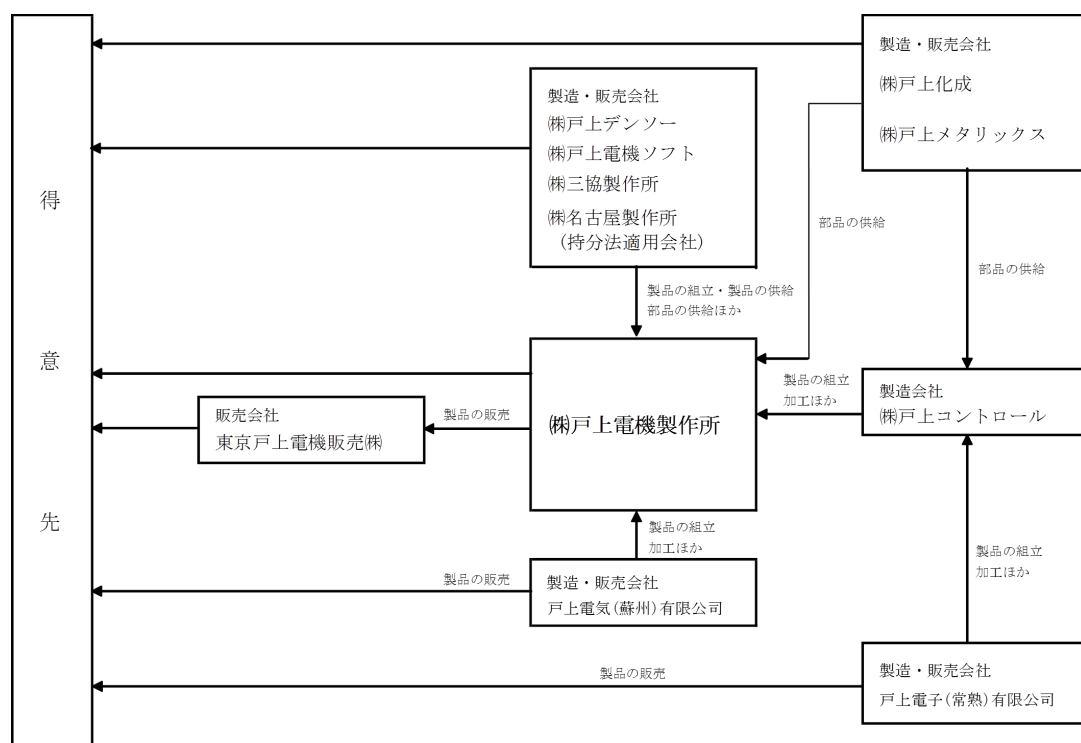 製造・販売会社
㈱戸上化成
㈱戸上メタリックス
製造・販売会社
㈱戸上デンソー
㈱戸上電機ソフト
㈱三協製作所
㈱名古屋製作所
(持分法適用会社)
得
意
先
部品の供給
部品の供給
製品の組立・製品の供給
部品の供給ほか
㈱戸上電機製作所
製品の組立
加工ほか
製造会社
㈱戸上コントロール
販売会社
東京戸上電機販売㈱
製品の販売
製品の組立
加工ほか
製品の販売
製造・販売会社
戸上電気(蘇州)有限公司
製品の組立
加工ほか
製品の販売
製造・販売会社
戸上電子(常熟)有限公司